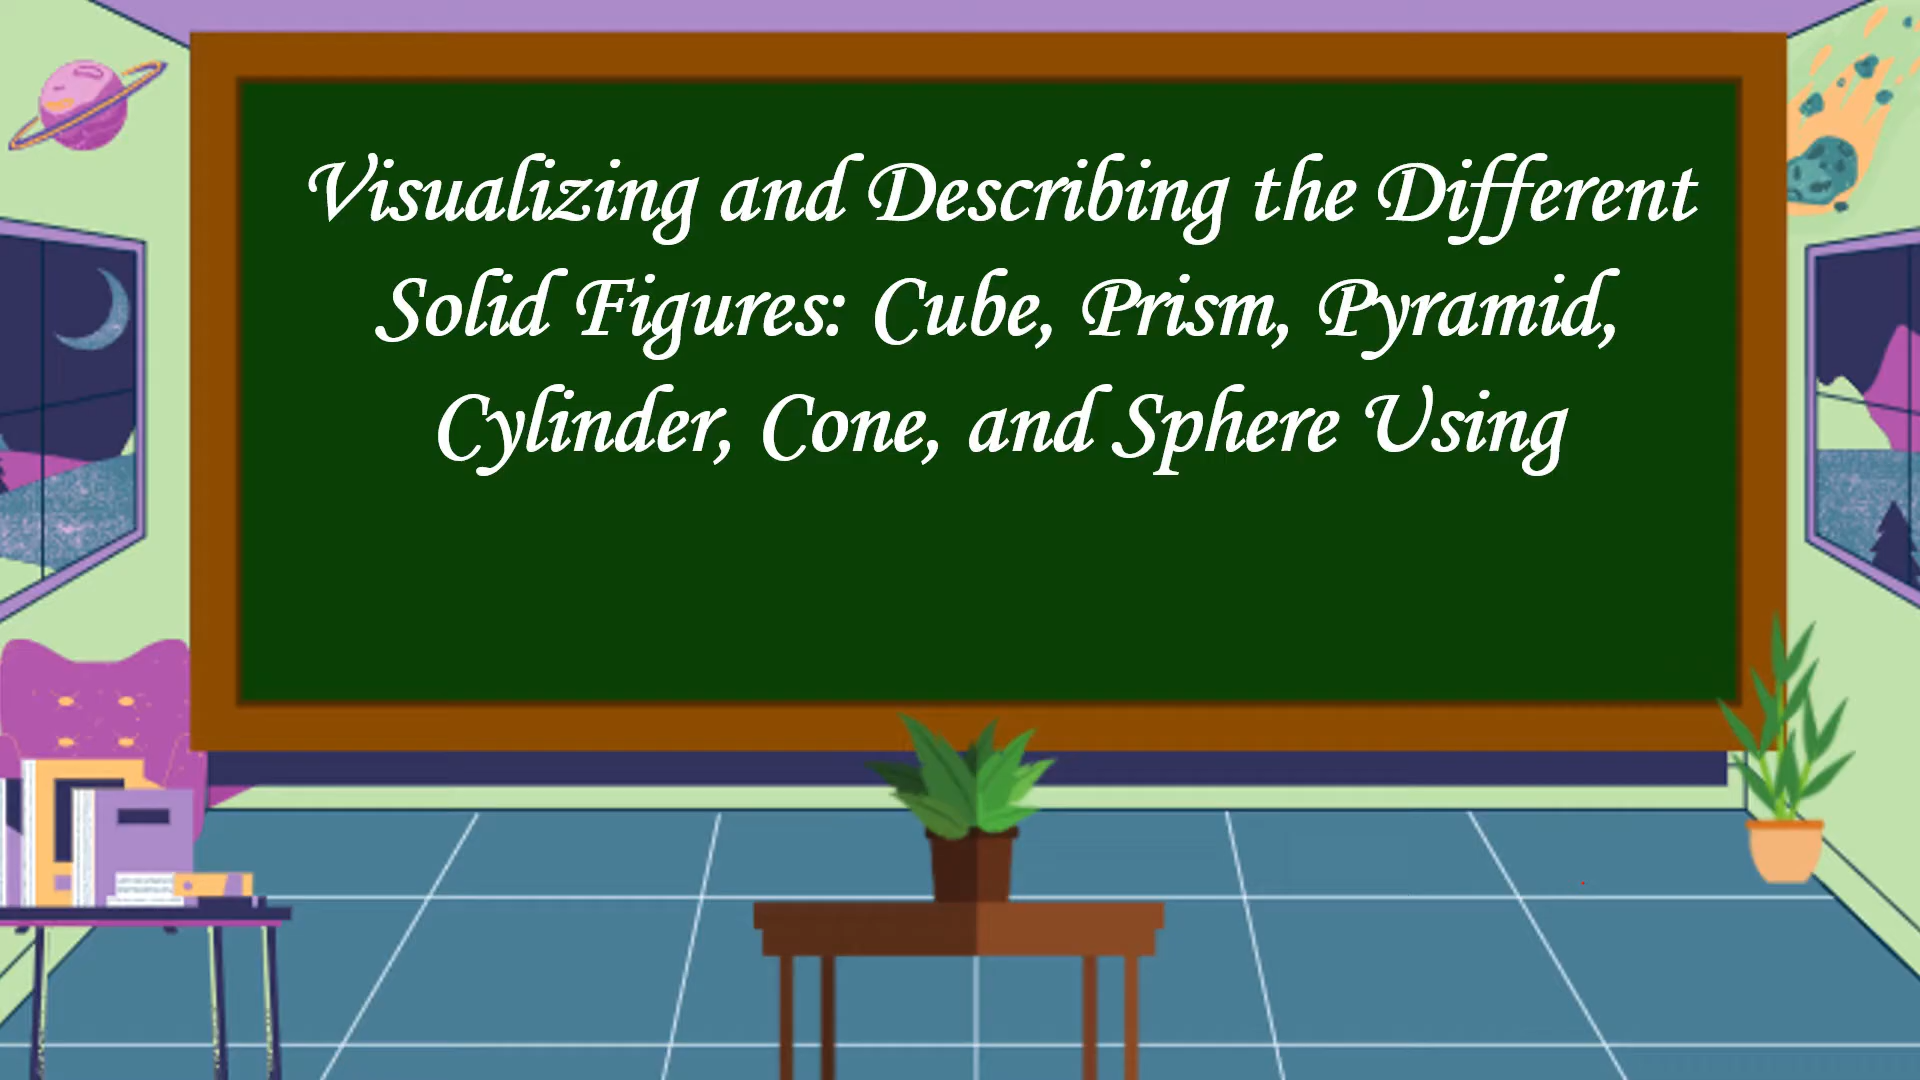 Visualizing and Describing the Different
Solid Figures: Cube, Prism, Pyramid,
Cylinder, Cone, and Sphere Using